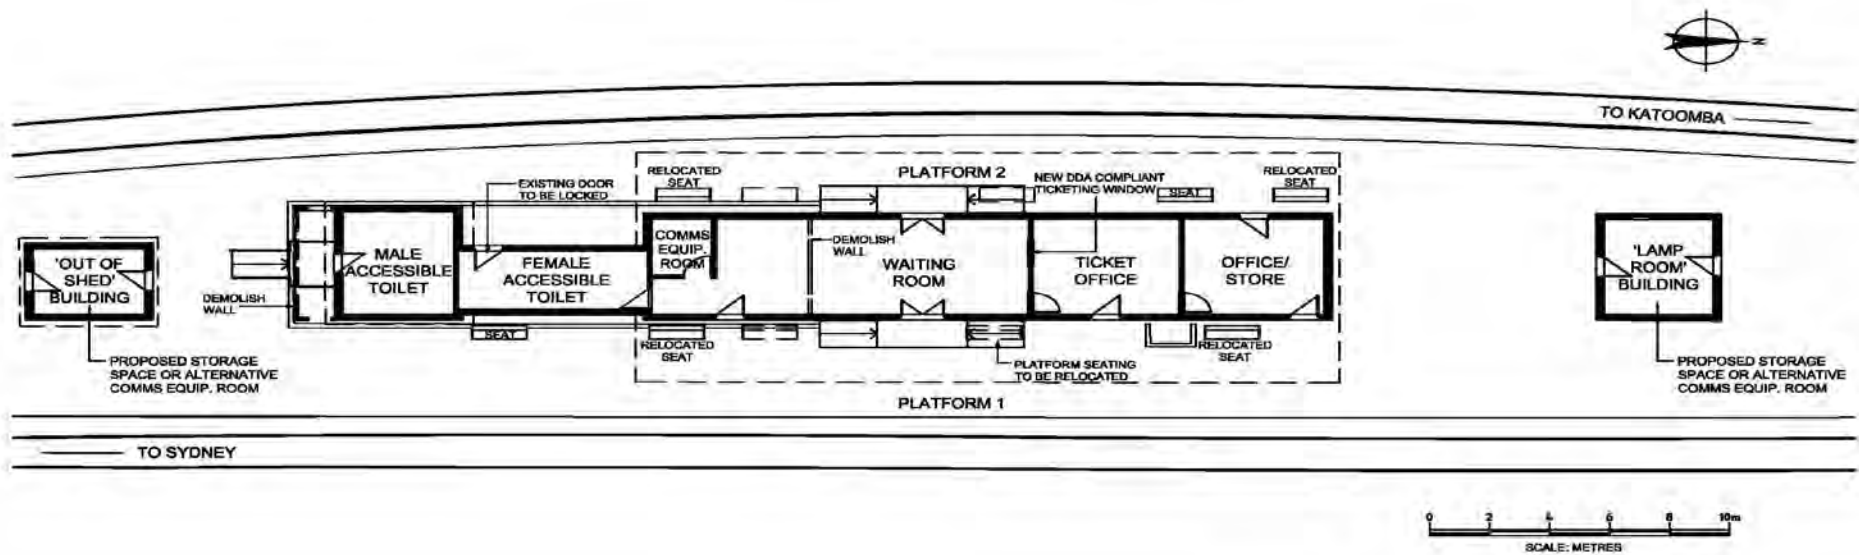 N
TO KATOOMBA
PLATFORM 2
RELOCATED
SEAT
EXISTING DOOR
TO BE LOCKED
NEW DDA COMPLIANT
TICKETING WINDOW
SEAT
RELOCATED
SEAT
'OUT OF
SHED'
BUILDING
MALE
ACCESSIBLE
TOILET
FEMALE
ACCESSIBLE
TOILET
COMMS
EQUIP.
ROOM
DEMOLISH
WALL
WAITING
ROOM
TICKET
OFFICE
OFFICE/
STORE
'LAMP
ROOM'
BUILDING
DEMOLISH
WALL
SEAT
RELOCATED
SEAT
PLATFORM SEATING
TO BE RELOCATED
RELOCATED
SEAT
PROPOSED STORAGE
SPACE OR ALTERNATIVE
COMMS EQUIP. ROOM
PROPOSED STORAGE
SPACE OR ALTERNATIVE
COMMS EQUIP. ROOM
PLATFORM 1
TO SYDNEY
0 2 4 6 8 10m
SCALE: METRES